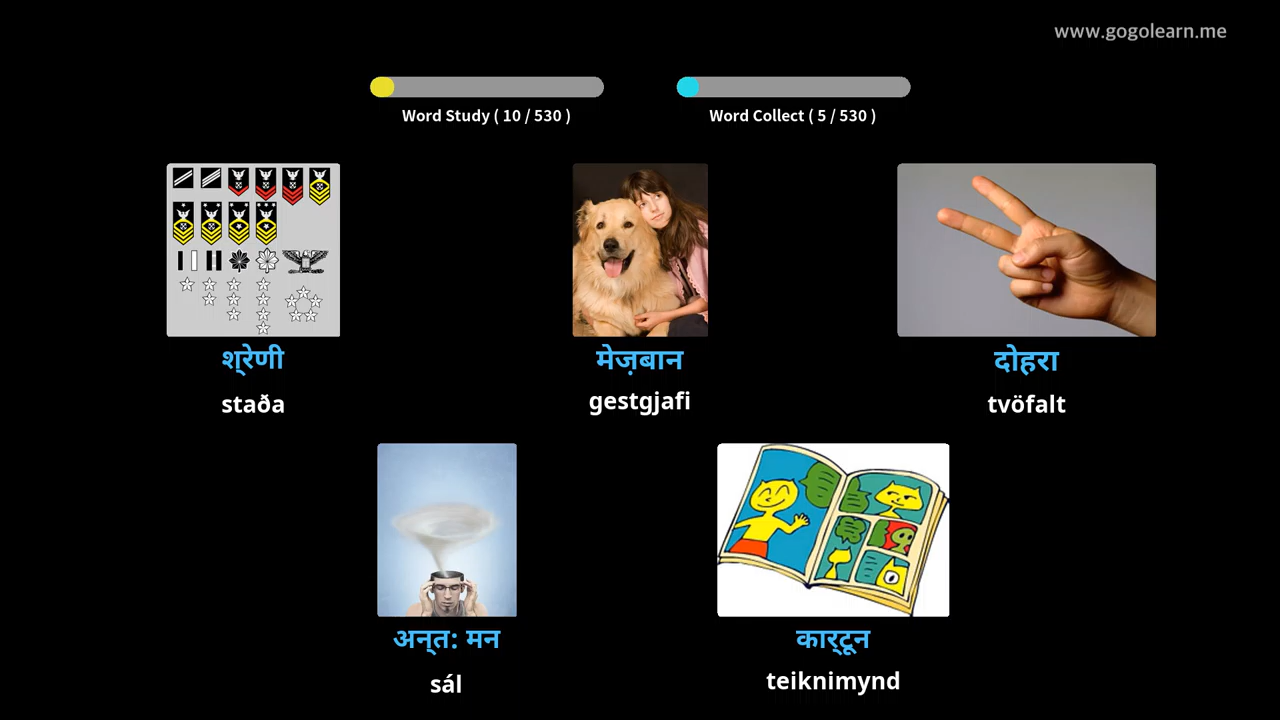 www.gogolearn.me
Word Study ( 10 / 530 )
Word Collect ( 5 / 530 )
श्रेणी
मेज़बान
दोहरा
staða
gestgjafi
tvöfalt
अन्त: मन
कार्टून
sál
teiknimynd